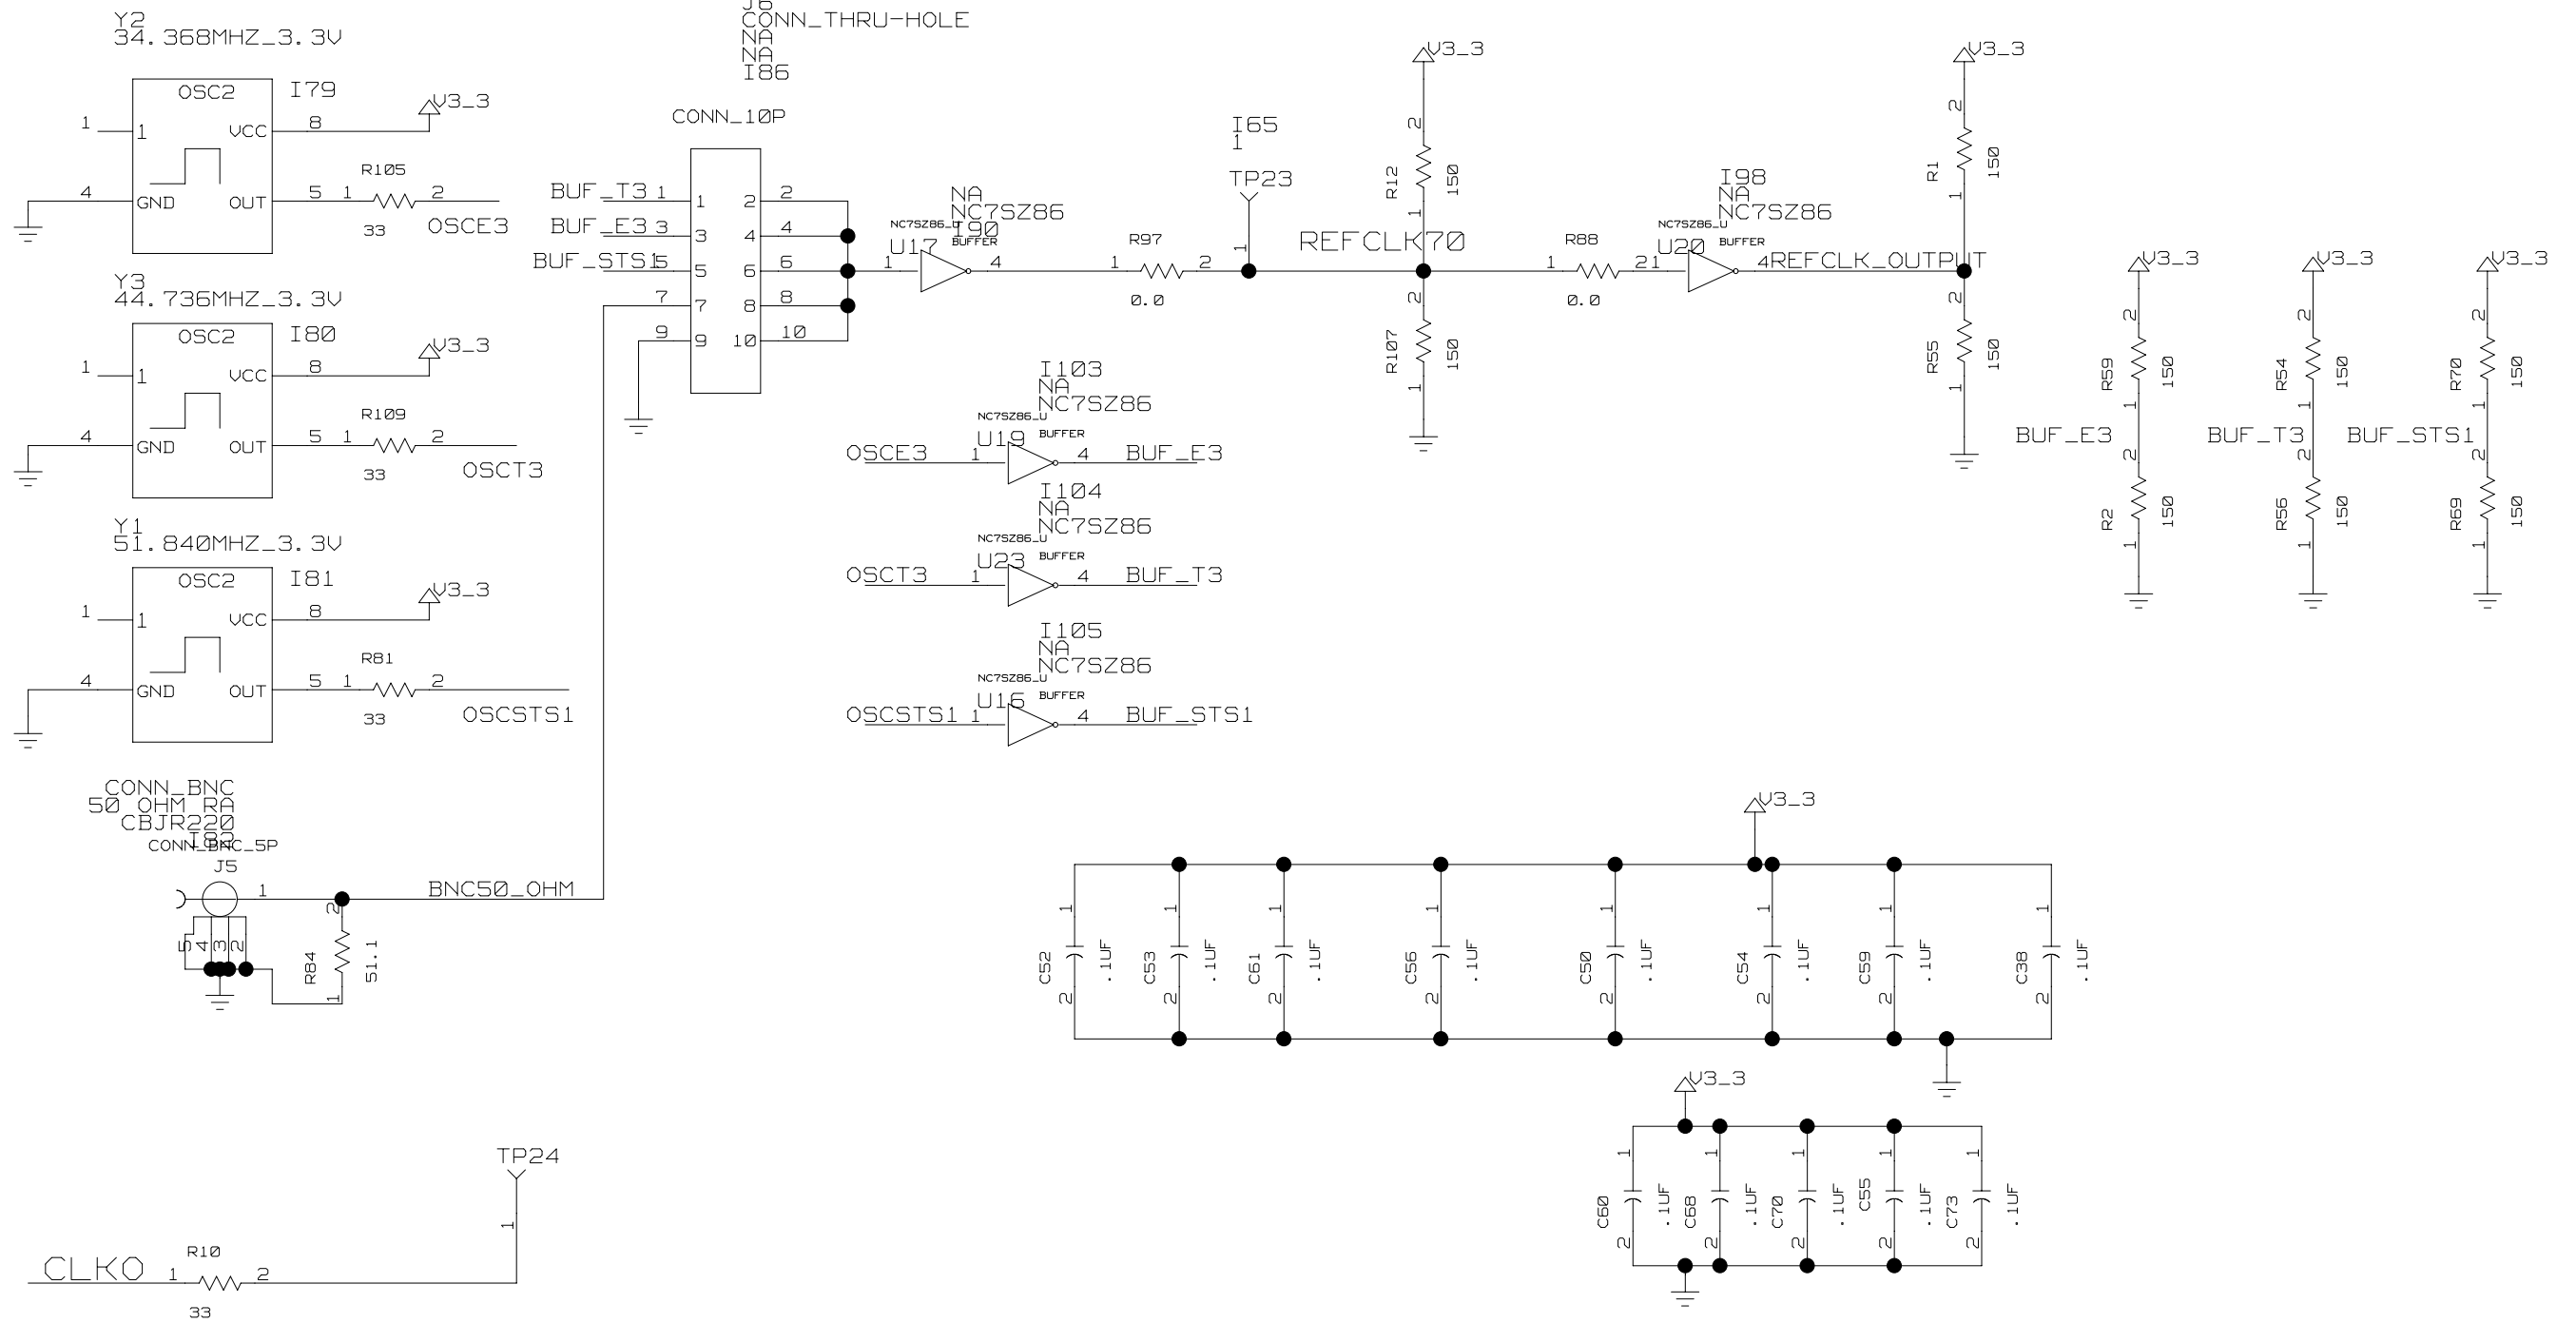 Y2
34.368MHZ_3.3V
OSC2
I79
1
1
VCC
8
V3_3
R105
4
GND
OUT
5
1
2
33
OSCE3
Y3
44.736MHZ_3.3V
OSC2
I80
1
1
VCC
8
V3_3
R109
4
GND
OUT
5
1
2
33
OSCT3
Y1
51.840MHZ_3.3V
OSC2
I81
1
1
VCC
8
V3_3
R81
4
GND
OUT
5
1
2
33
OSCSTS1
CONN_BNC
50 OHM RA
CBJR220
I82
CONN_BNC_5P
J5
1
BNC50_OHM
5
4
3
2
2
R84
51.1
1
TP24
1
CLKO
R10
1
2
33
J6
CONN_THRU-HOLE
NA
NA
I86
CONN_10P
BUF_T3
1
1
2
2
BUF_E3
3
3
4
4
BUF_STS1
5
5
6
6
7
7
8
8
9
9
10
10
NA
NC7SZ86
I90
NC7SZ86_U
U17
BUFFER
1
4
R97
1
2
0.0
I65
1
TP23
1
V3_3
2
R12
150
1
REFCLK70
2
R107
150
1
R88
1
2
0.0
I98
NA
NC7SZ86
NC7SZ86_U
U20
BUFFER
1
4
REFCLK_OUTPUT
V3_3
2
R1
150
1
2
R55
150
1
I103
NA
NC7SZ86
NC7SZ86_U
U19
BUFFER
OSCE3
1
4
BUF_E3
I104
NA
NC7SZ86
NC7SZ86_U
U23
BUFFER
OSCT3
1
4
BUF_T3
I105
NA
NC7SZ86
NC7SZ86_U
U16
BUFFER
OSCSTS1
1
4
BUF_STS1
V3_3
2
R59
150
1
BUF_E3
2
R2
150
1
V3_3
2
R54
150
1
BUF_T3
2
R56
150
1
V3_3
2
R70
150
1
BUF_STS1
2
R69
150
1
V3_3
1
C52
.1UF
2
1
C53
.1UF
2
1
C61
.1UF
2
1
C56
.1UF
2
1
C50
.1UF
2
1
C54
.1UF
2
1
C59
.1UF
2
1
C38
.1UF
2
V3_3
1
C60
.1UF
2
1
C68
.1UF
2
1
C70
.1UF
2
1
C55
.1UF
2
1
C73
.1UF
2